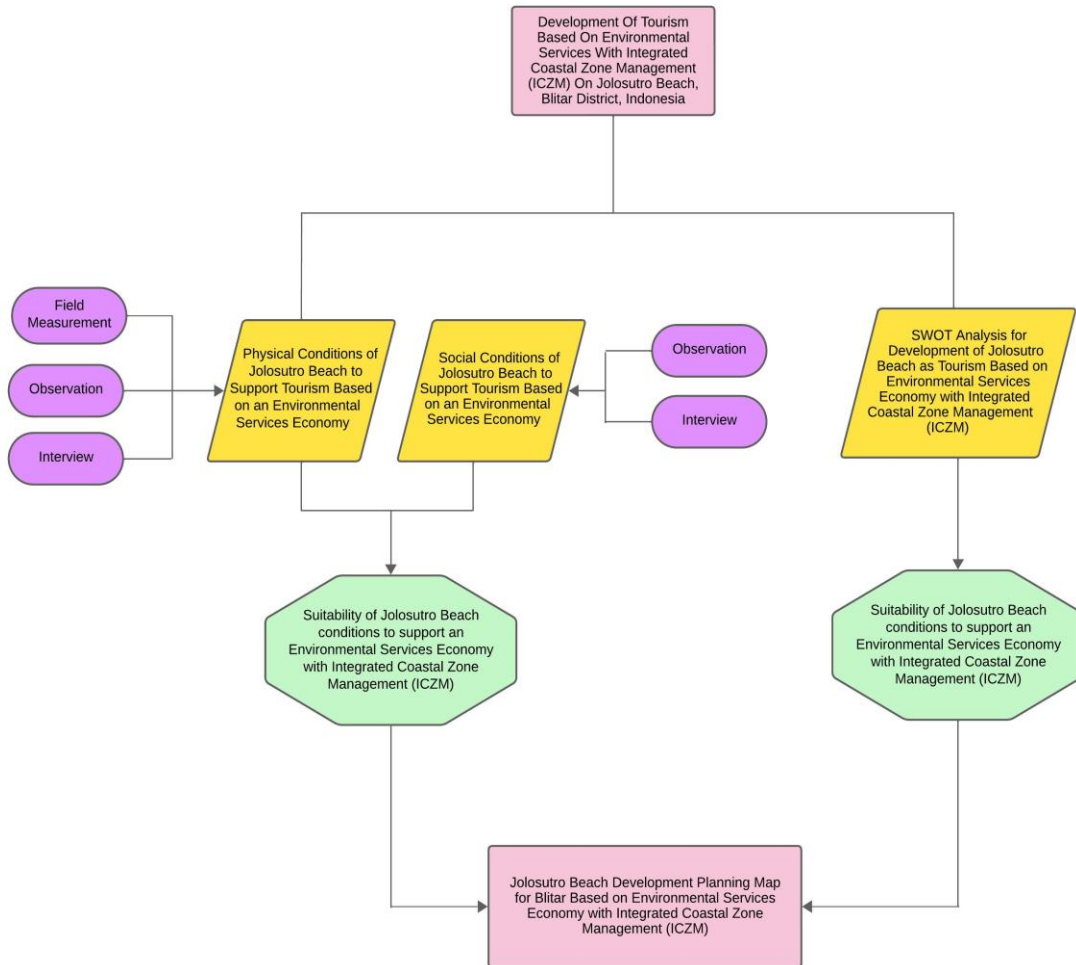 Development Of Tourism
Based On Environmental
Services With Integrated
Coastal Zone Management
(ICZM) On Jolosutro Beach,
Blitar District, Indonesia
Field
Measurement
Observation
Interview
Physical Conditions of
Jolosutro Beach to
Support Tourism Based
on an Environmental
Services Economy
Social Conditions of
Jolosutro Beach to
Support Tourism Based
on an Environmental
Services Economy
Observation
Interview
SWOT Analysis for
Development of Jolosutro
Beach as Tourism Based on
Environmental Services
Economy with Integrated
Coastal Zone Management
(ICZM)
Suitability of Jolosutro Beach
conditions to support an
Environmental Services Economy
with Integrated Coastal Zone
Management (ICZM)
Suitability of Jolosutro Beach
conditions to support an
Environmental Services Economy
with Integrated Coastal Zone
Management (ICZM)
Jolosutro Beach Development Planning Map
for Blitar Based on Environmental Services
Economy with Integrated Coastal Zone
Management (ICZM)